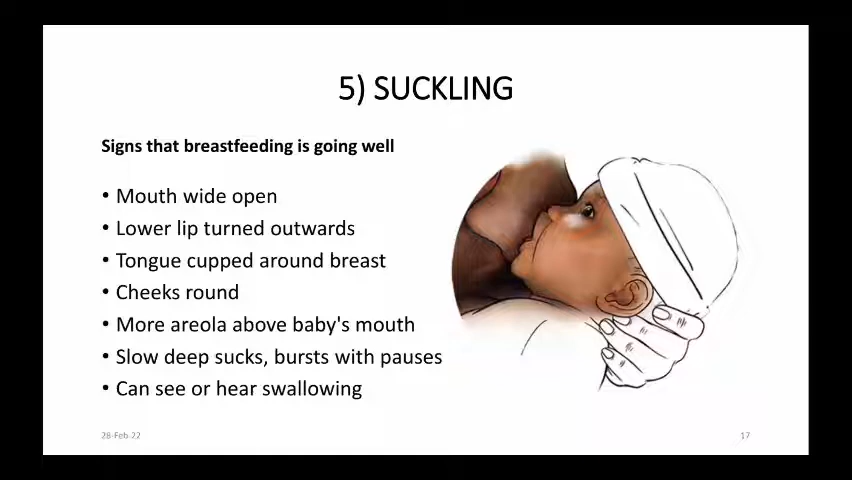 5) SUCKLING
Signs that breastfeeding is going well
• Mouth wide open
• Lower lip turned outwards
• Tongue cupped around breast
• Cheeks round
• More areola above baby's mouth
• Slow deep sucks, bursts with pauses
• Can see or hear swallowing
28-Feb-22
17